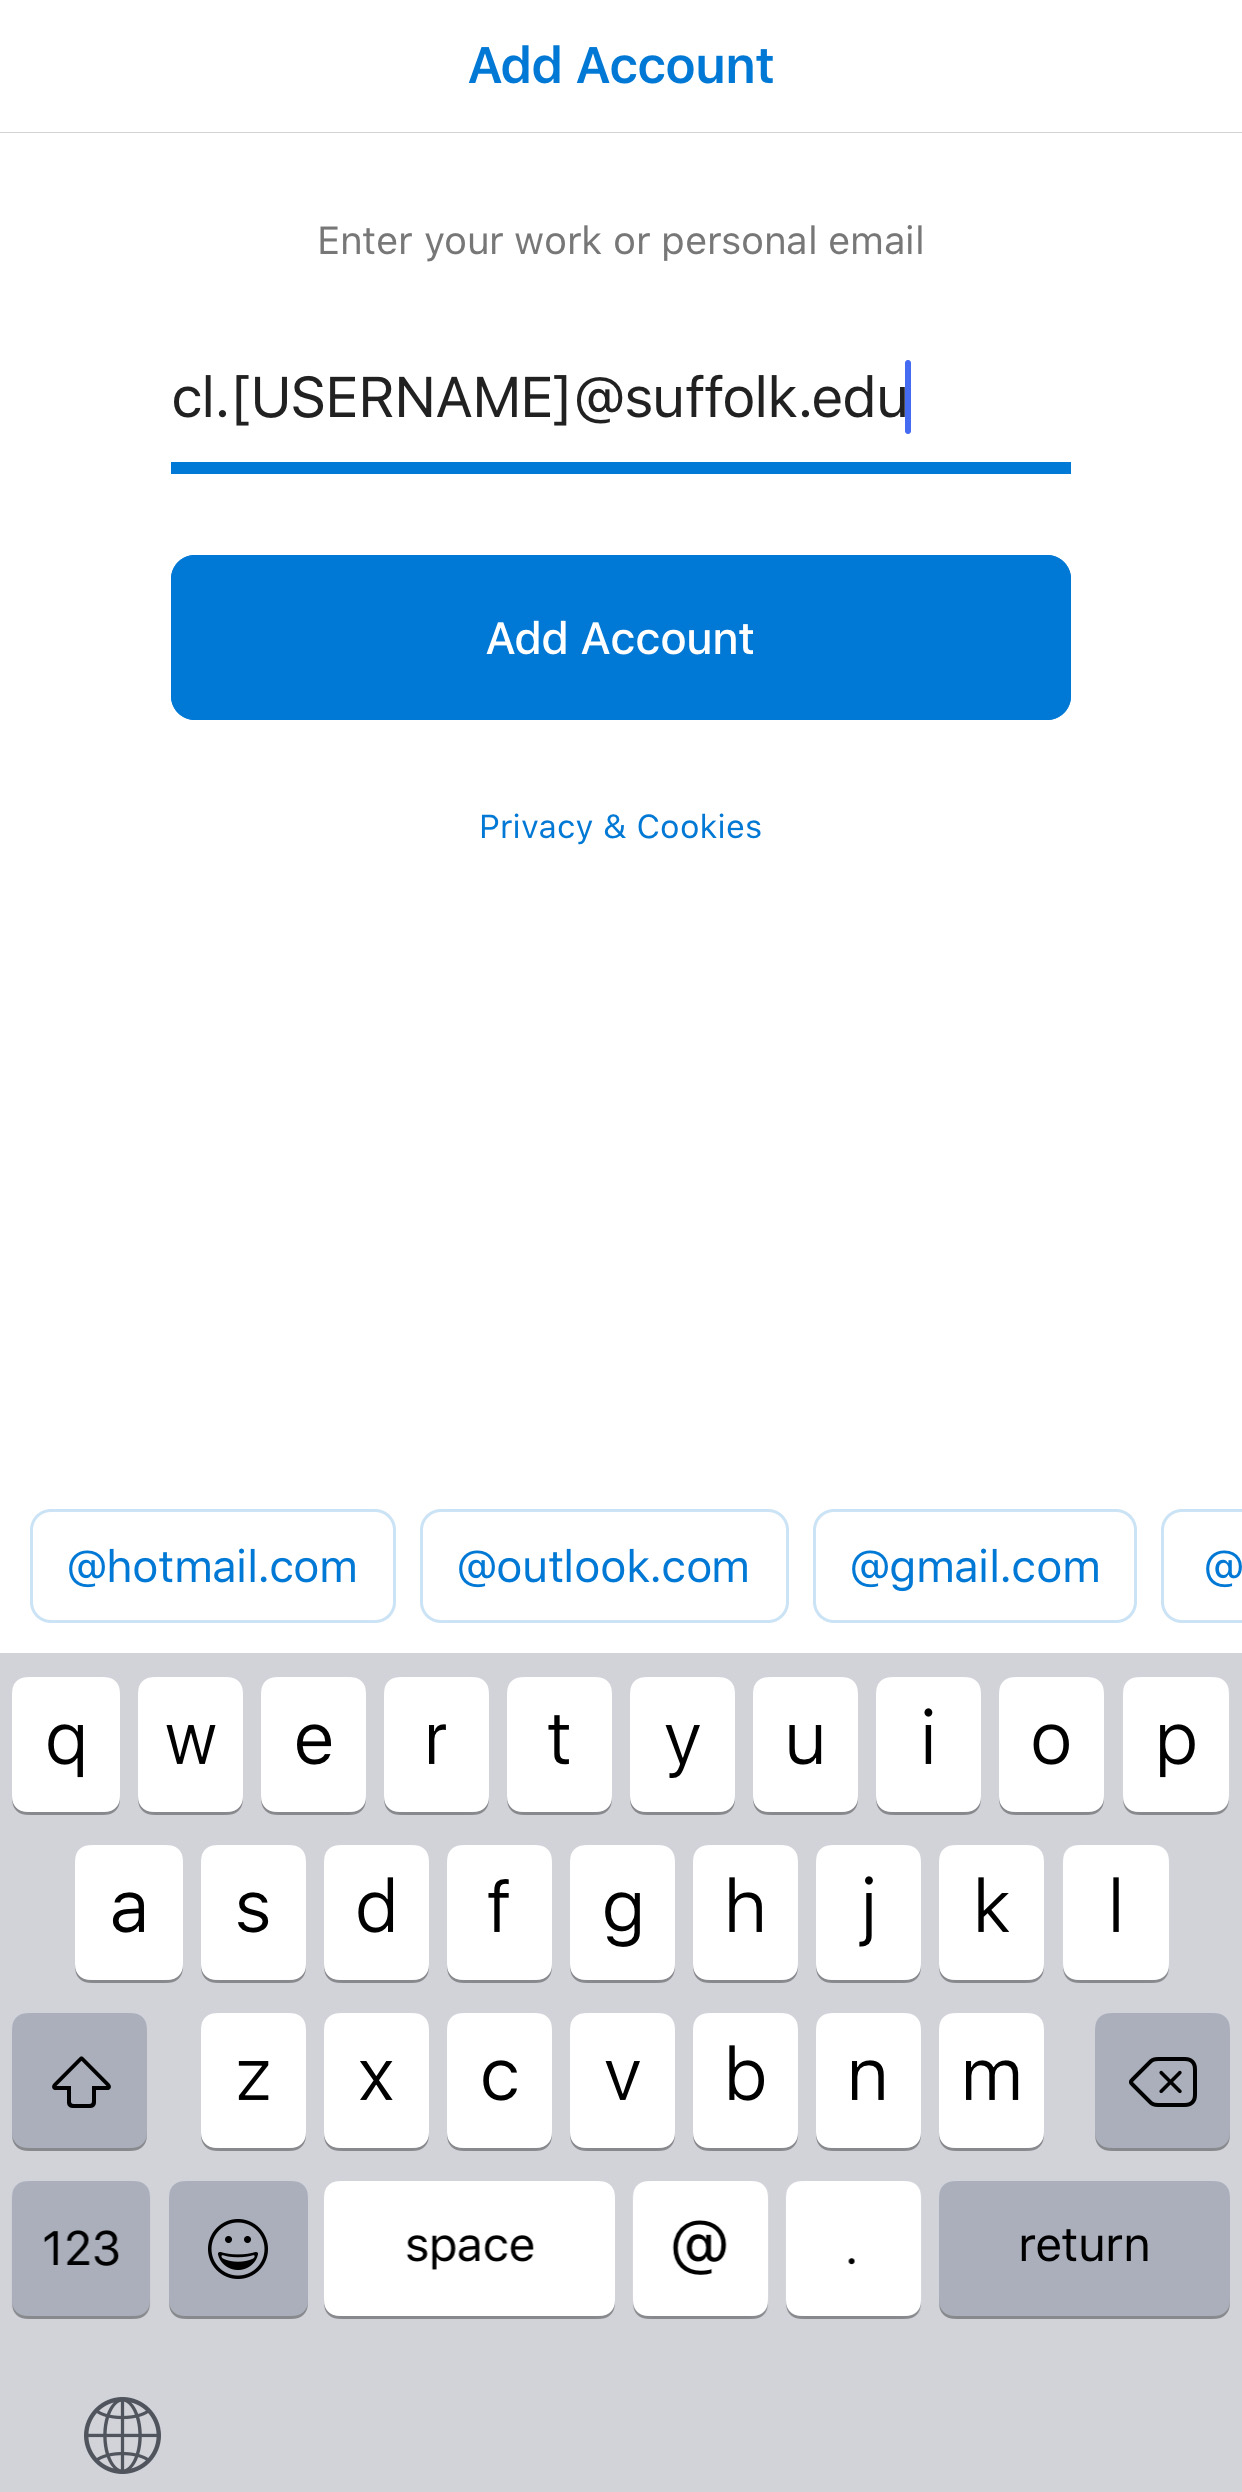 Add Account
Enter your work or personal email
cl.[USERNAME]@suffolk.edu
Add Account
Privacy & Cookies
@hotmail.com @outlook.com @gmail.com @
q w e r t y u i o p
a s d f g h j k l
z x c v b n m
123 space @ . return